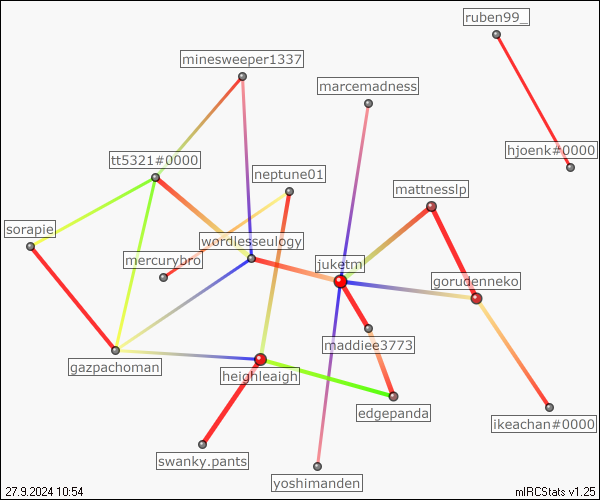 ruben99_
minesweeper1337
marcemadness
hjoenk#0000
tt5321#0000
neptune01
mattnesslp
sorapie
wordlesseulogy
mercurybro
juketm
gorudenneko
maddiee3773
gazpachoman
heighleaigh
edgepanda
ikeachan#0000
swanky.pants
yoshimanden
27.9.2024 10:54
mIRCStats v1.25